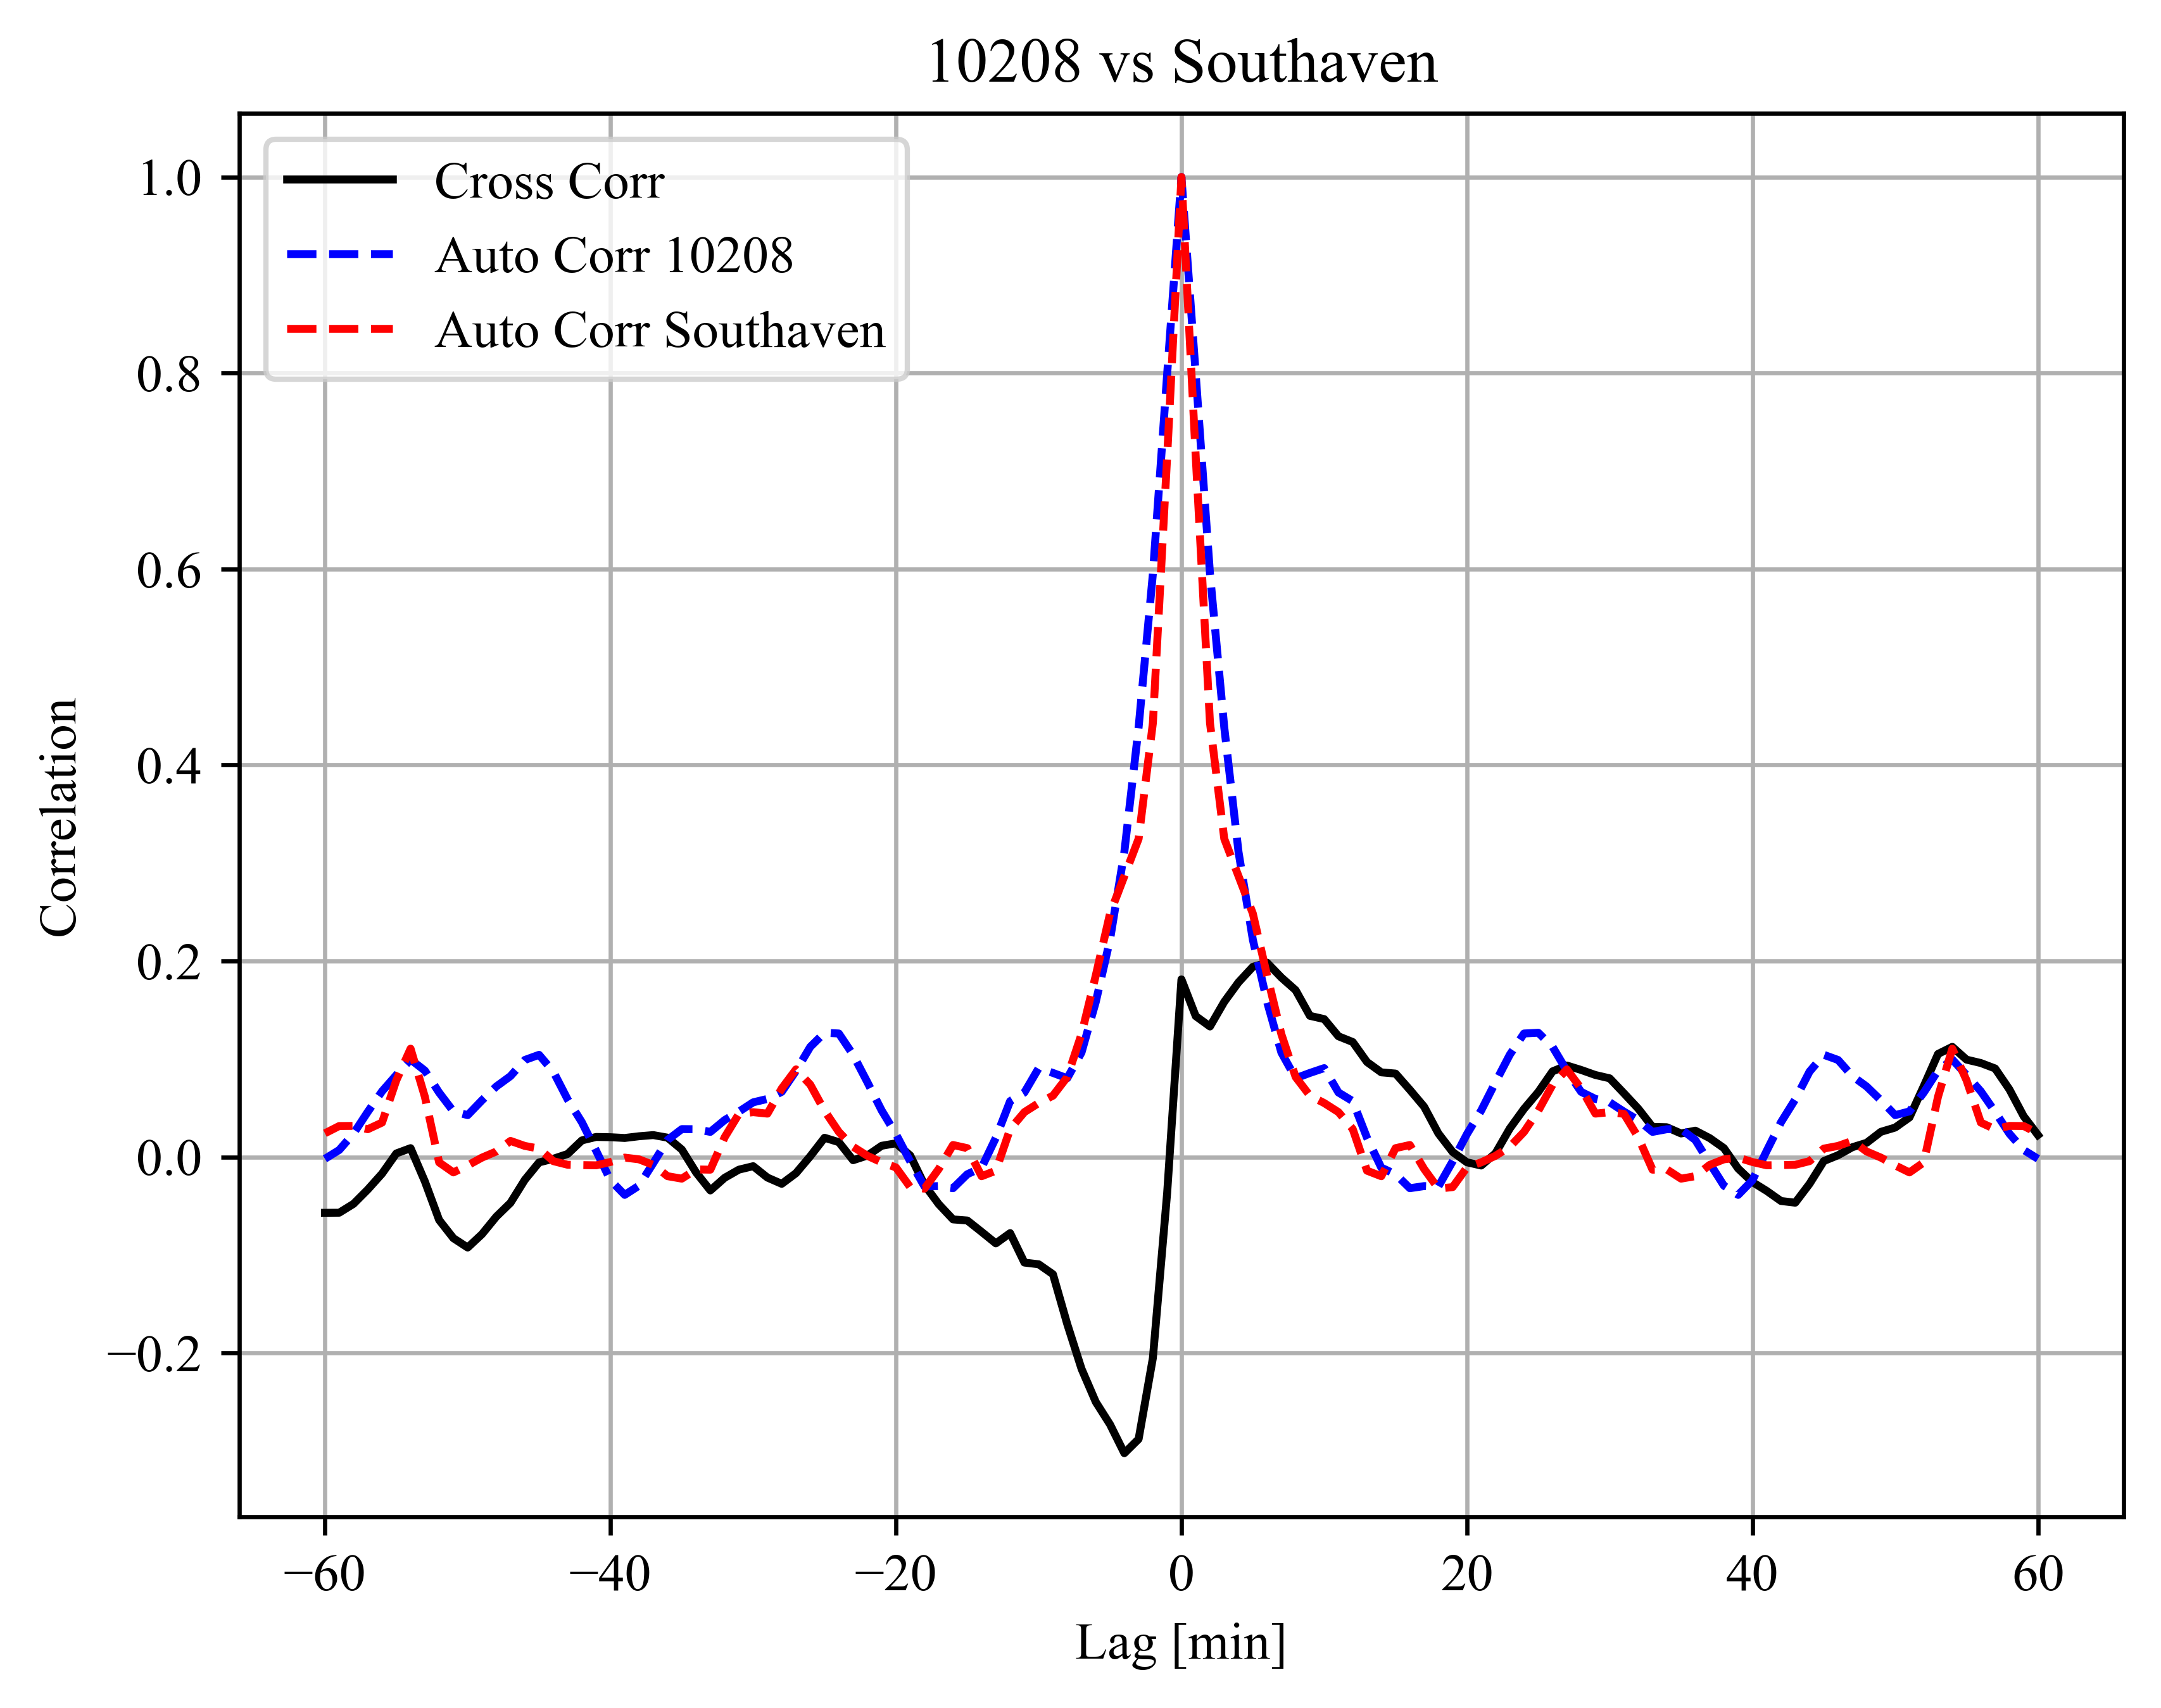 10208 vs Southaven
Cross Corr
Auto Corr 10208
Auto Corr Southaven
1.0
0.8
0.6
0.4
0.2
0.0
−0.2
Correlation
−60 −40 −20 0 20 40 60
Lag [min]